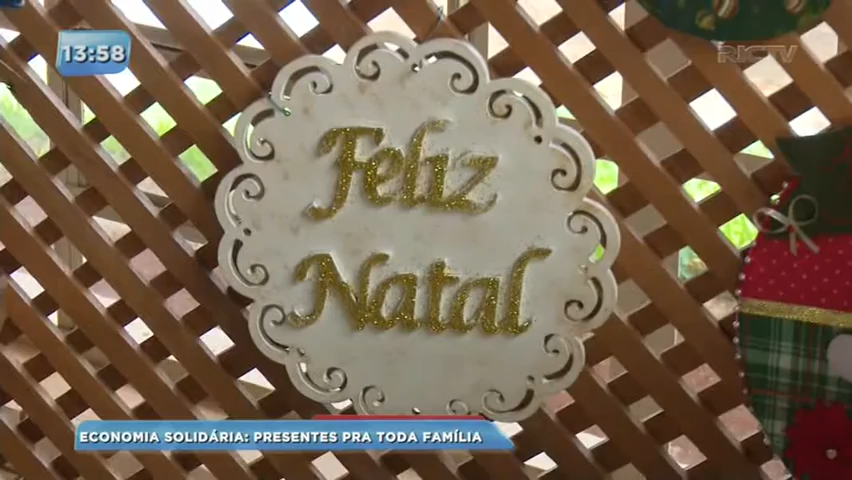 13:58
RICTV
Feliz
Natal
ECONOMIA SOLIDÁRIA: PRESENTES PRA TODA FAMÍLIA